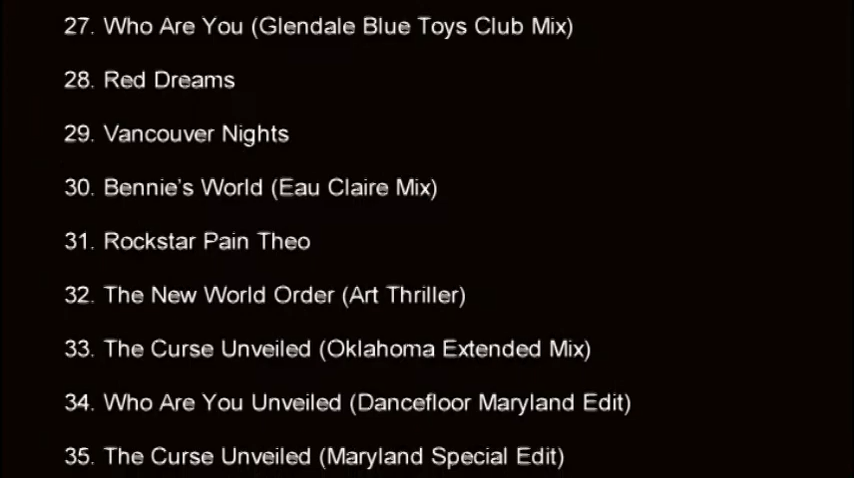 27. Who Are You (Glendale Blue Toys Club Mix)
28. Red Dreams
29. Vancouver Nights
30. Bennie's World (Eau Claire Mix)
31. Rockstar Pain Theo
32. The New World Order (Art Thriller)
33. The Curse Unveiled (Oklahoma Extended Mix)
34. Who Are You Unveiled (Dancefloor Maryland Edit)
35. The Curse Unveiled (Maryland Special Edit)